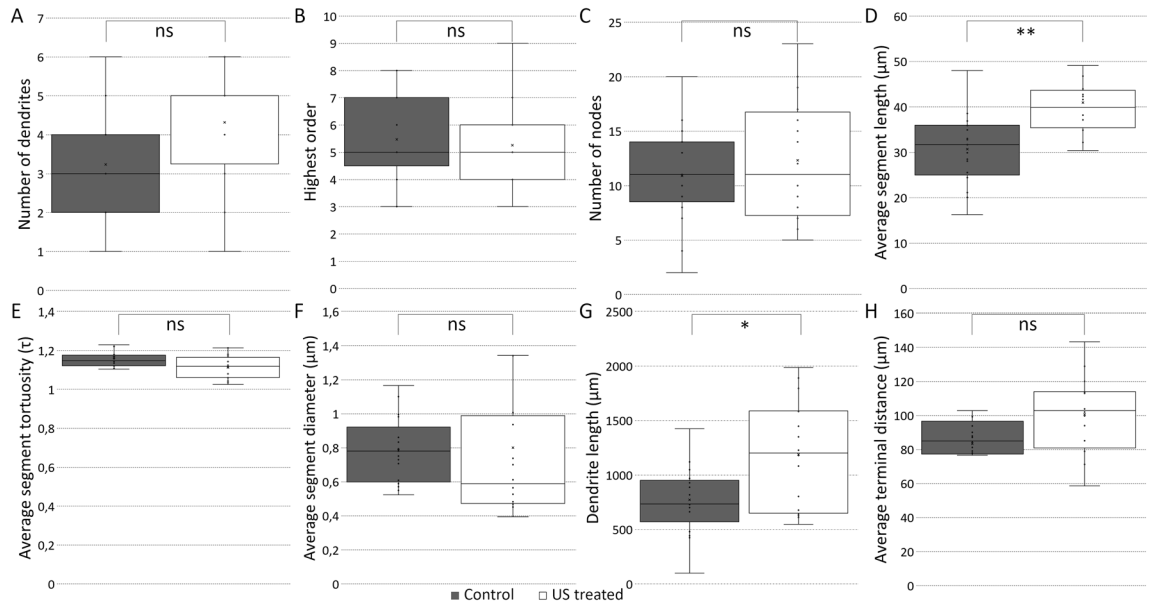 A
Number of dendrites
7
6
5
4
3
2
1
0
ns
B
Highest order
10
9
8
7
6
5
4
3
2
1
0
ns
C
Number of nodes
25
20
15
10
5
0
ns
D
Average segment length (µm)
60
50
40
30
20
10
0
**
E
Average segment tortuosity (τ)
1,4
1,2
1
0,8
0,6
0,4
0,2
0
ns
F
Average segment diameter (µm)
1,6
1,4
1,2
1
0,8
0,6
0,4
0,2
0
ns
G
Dendrite length (µm)
2500
2000
1500
1000
500
0
*
H
Average terminal distance (µm)
160
140
120
100
80
60
40
20
0
ns
Control
US treated